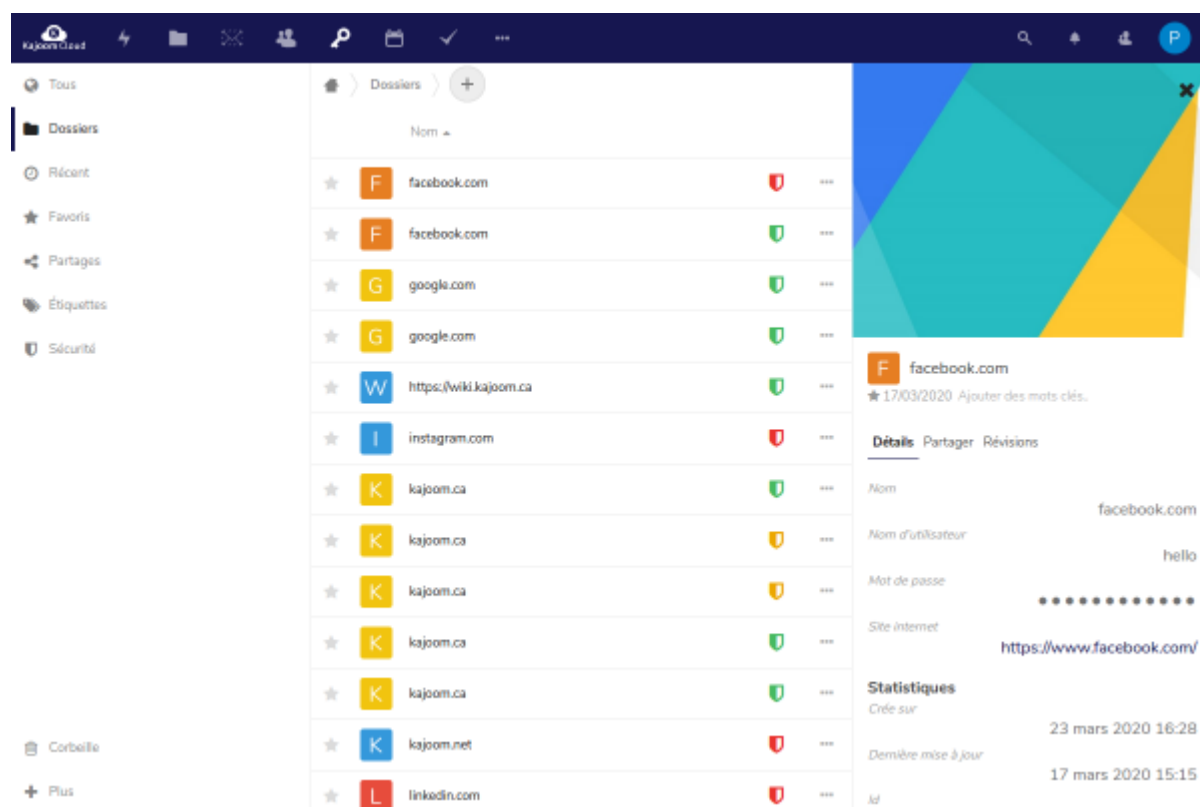 Kajoom Cloud
P
Tous
Dossiers
Récent
Favoris
Partages
Étiquettes
Sécurité
Corbeille
Plus
Dossiers
Nom
F facebook.com
F facebook.com
G google.com
G google.com
W https://wiki.kajoom.ca
I instagram.com
K kajoom.ca
K kajoom.ca
K kajoom.ca
K kajoom.ca
K kajoom.ca
K kajoom.net
L linkedin.com
F facebook.com
17/03/2020 Ajouter des mots clés.
Détails Partager Révisions
Nom
facebook.com
Nom d'utilisateur
hello
Mot de passe
Site internet
https://www.facebook.com/
Statistiques
Crée sur
23 mars 2020 16:28
Dernière mise à jour
17 mars 2020 15:15
Id